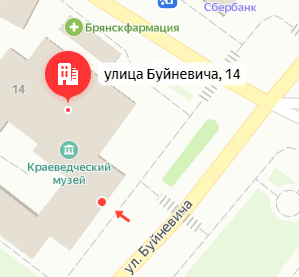 Сбербанк
Брянскфармация
улица Буйневича, 14
14
Краеведческий
музей
ул. Буйневича